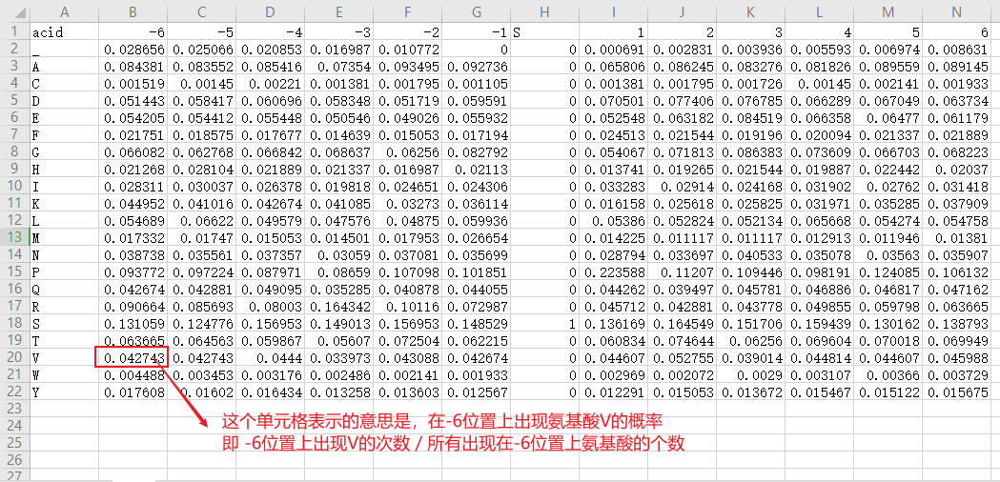 A B C D E F G H I J K L M N
1 acid -6 -5 -4 -3 -2 -1 S 1 2 3 4 5 6
2 _ 0.028656 0.025066 0.020853 0.016987 0.010772 0 0 0.000691 0.002831 0.003936 0.005593 0.006974 0.008631
3 A 0.084381 0.083552 0.085416 0.07354 0.093495 0.092736 0 0.065806 0.086245 0.083276 0.081826 0.089559 0.089145
4 C 0.001519 0.00145 0.00221 0.001381 0.001795 0.001105 0 0.001381 0.001795 0.001726 0.00145 0.002141 0.001933
5 D 0.051443 0.058417 0.060696 0.058348 0.051719 0.059591 0 0.070501 0.077406 0.076785 0.066289 0.067049 0.063734
6 E 0.054205 0.054412 0.055448 0.050546 0.049026 0.055932 0 0.052548 0.063182 0.084519 0.066358 0.06477 0.061179
7 F 0.021751 0.018575 0.017677 0.014639 0.015053 0.017194 0 0.024513 0.021544 0.019196 0.020094 0.021337 0.021889
8 G 0.066082 0.062768 0.066842 0.068637 0.06256 0.082792 0 0.054067 0.071813 0.086383 0.073609 0.066703 0.068223
9 H 0.021268 0.028104 0.021889 0.021337 0.016987 0.02113 0 0.013741 0.019265 0.021544 0.019887 0.022442 0.02037
10 I 0.028311 0.030037 0.026378 0.019818 0.024651 0.024306 0 0.033283 0.02914 0.024168 0.031902 0.02762 0.031418
11 K 0.044952 0.041016 0.042674 0.041085 0.03273 0.036114 0 0.016158 0.025618 0.025825 0.031971 0.035285 0.037909
12 L 0.054689 0.06622 0.049579 0.047576 0.04875 0.059936 0 0.05386 0.052824 0.052134 0.065668 0.054274 0.054758
13 M 0.017332 0.01747 0.015053 0.014501 0.017953 0.026654 0 0.014225 0.011117 0.011117 0.012913 0.011946 0.01381
14 N 0.038738 0.035561 0.037357 0.03059 0.037081 0.035699 0 0.028794 0.033697 0.040533 0.035078 0.03563 0.035907
15 P 0.093772 0.097224 0.087971 0.08659 0.107098 0.101851 0 0.223588 0.11207 0.109446 0.098191 0.124085 0.106132
16 Q 0.042674 0.042881 0.049095 0.035285 0.040878 0.044055 0 0.044262 0.039497 0.045781 0.046886 0.046817 0.047162
17 R 0.090664 0.085693 0.08003 0.164342 0.10116 0.072987 0 0.045712 0.042881 0.043778 0.049855 0.059798 0.063665
18 S 0.131059 0.124776 0.156953 0.149013 0.156953 0.148529 1 0.136169 0.164549 0.151706 0.159439 0.130162 0.138793
19 T 0.063665 0.064563 0.059867 0.05607 0.072504 0.062215 0 0.060834 0.074644 0.06256 0.069604 0.070018 0.069949
20 V 0.042743 0.042743 0.0444 0.033973 0.043088 0.042674 0 0.044607 0.052755 0.039014 0.044814 0.044607 0.045988
21 W 0.004488 0.003453 0.003176 0.002486 0.002141 0.001933 0 0.002969 0.002072 0.0029 0.003107 0.00366 0.003729
22 Y 0.017608 0.01602 0.016434 0.013258 0.013603 0.012567 0 0.012291 0.015053 0.013672 0.015467 0.015122 0.015675
23
24 这个单元格表示的意思是，在-6位置上出现氨基酸V的概率
25 即 -6位置上出现V的次数 / 所有出现在-6位置上氨基酸的个数
26
27